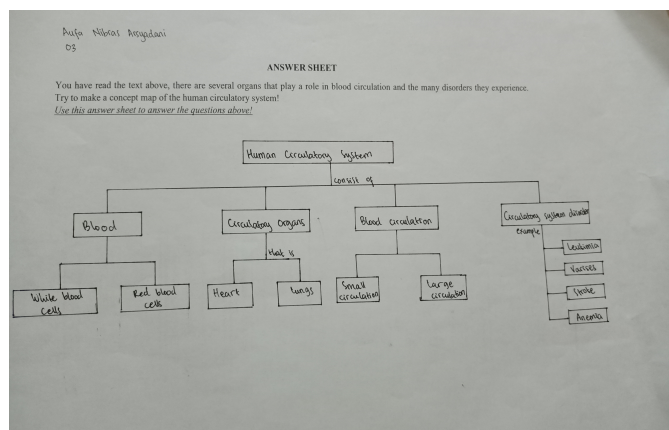 Aufa Nibras Arryadani
03
ANSWER SHEET
You have read the text above, there are several organs that play a role in blood circulation and the many disorders they experience.
Try to make a concept map of the human circulatory system!
Use this answer sheet to answer the questions above!
Human Circulatory System
consist of
Blood
Circulatory Organs
Blood circulation
Circulatory system disorder
example
that is
White blood
cells
Red blood
cells
Heart
Lungs
Small
circulation
Large
circulation
Leukimia
Varises
Stroke
Anemia